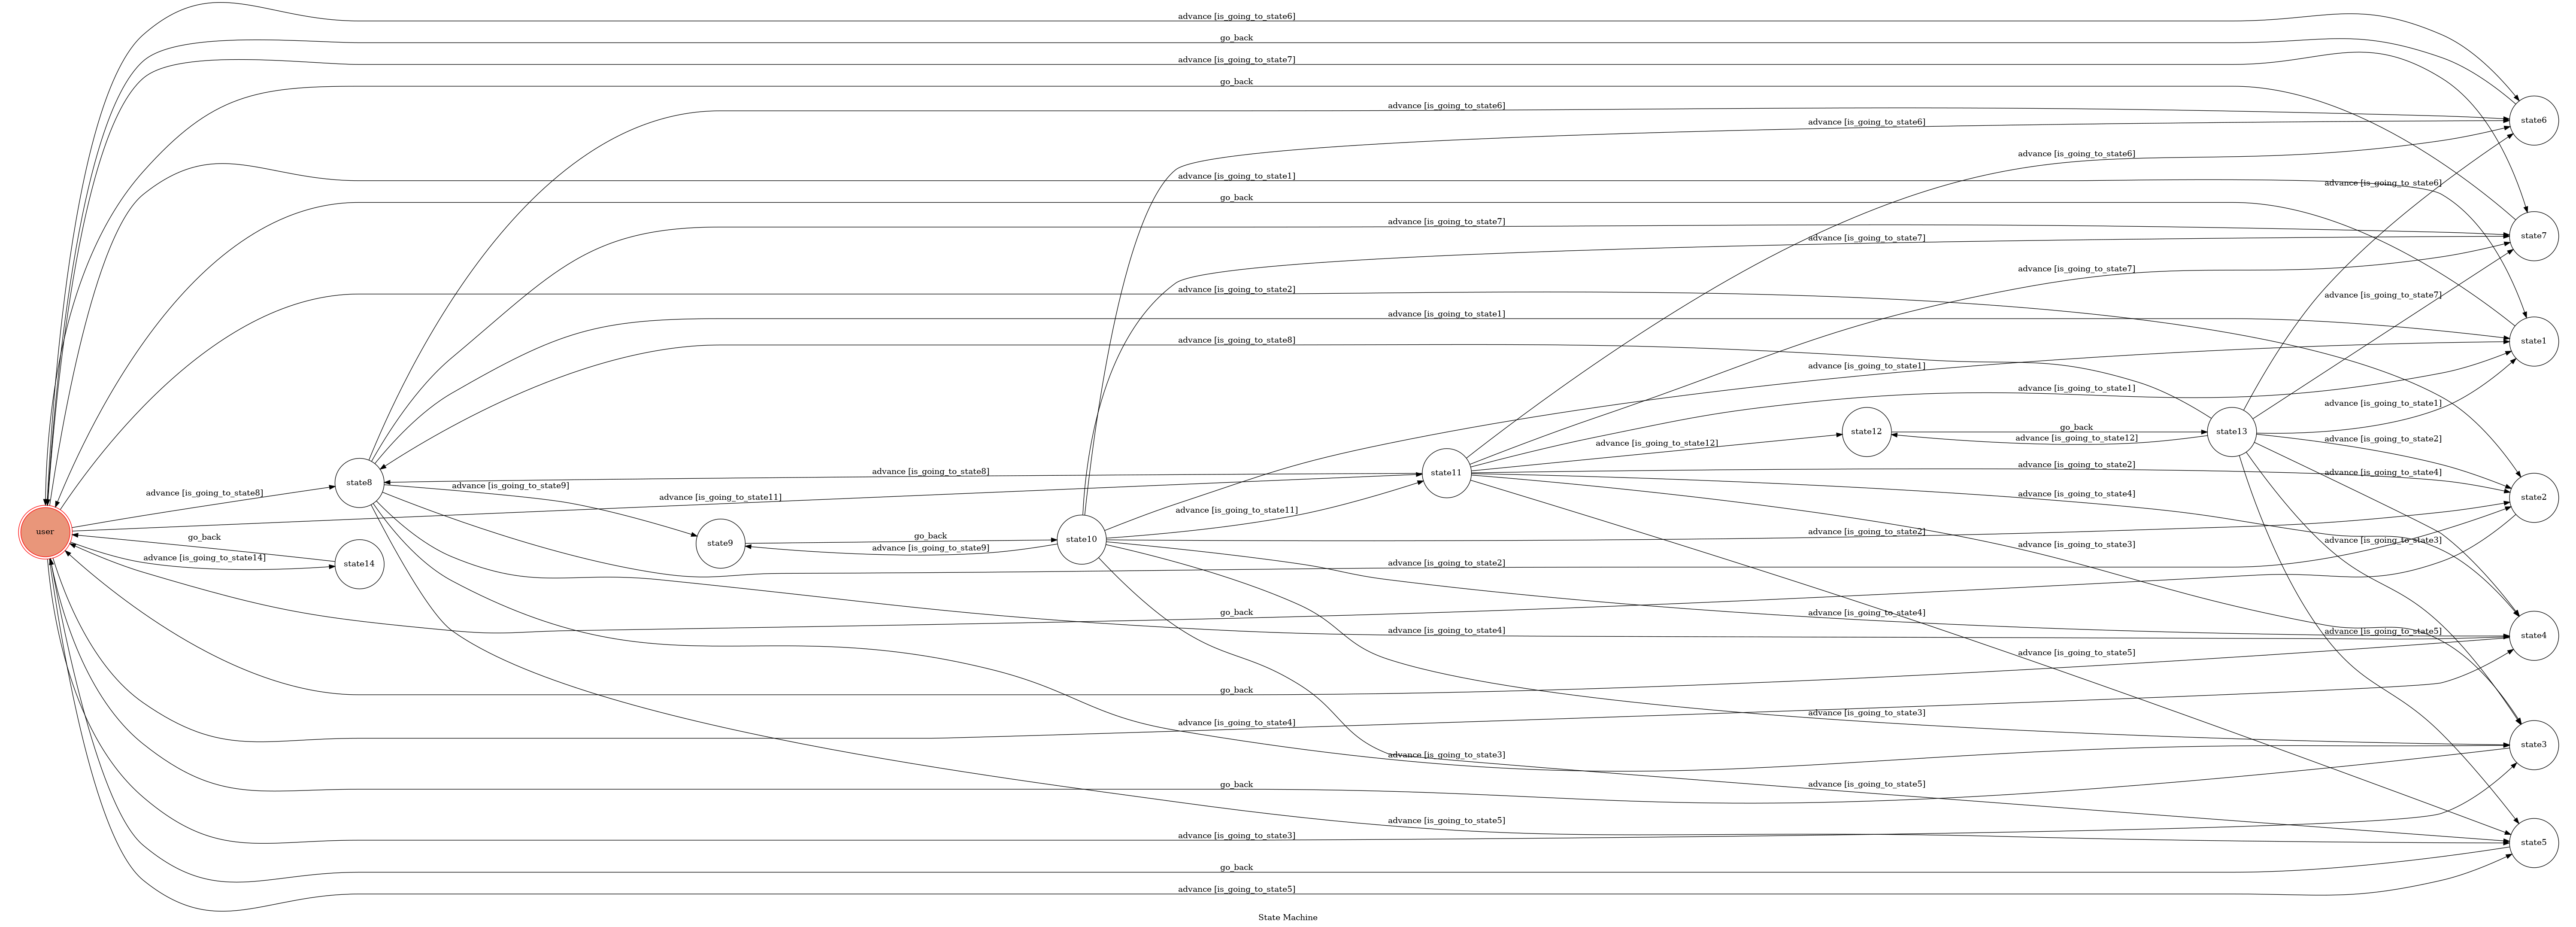 advance [is_going_to_state6]
go_back
advance [is_going_to_state7]
go_back
advance [is_going_to_state6]
state6
advance [is_going_to_state6]
advance [is_going_to_state6]
advance [is_going_to_state1]
advance [is_going_to_state6]
go_back
advance [is_going_to_state7]
state7
advance [is_going_to_state7]
advance [is_going_to_state7]
advance [is_going_to_state2]
advance [is_going_to_state7]
advance [is_going_to_state1]
advance [is_going_to_state8]
state1
advance [is_going_to_state1]
advance [is_going_to_state1]
advance [is_going_to_state1]
state12
go_back
state13
advance [is_going_to_state12]
advance [is_going_to_state2]
advance [is_going_to_state12]
advance [is_going_to_state2]
advance [is_going_to_state8]
state11
advance [is_going_to_state4]
state8
advance [is_going_to_state9]
advance [is_going_to_state8]
advance [is_going_to_state11]
advance [is_going_to_state4]
state2
advance [is_going_to_state11]
user
advance [is_going_to_state2]
go_back
go_back
state10
advance [is_going_to_state3]
state9
advance [is_going_to_state9]
advance [is_going_to_state3]
advance [is_going_to_state14]
state14
advance [is_going_to_state2]
go_back
advance [is_going_to_state4]
advance [is_going_to_state4]
advance [is_going_to_state5]
state4
advance [is_going_to_state5]
go_back
advance [is_going_to_state3]
advance [is_going_to_state4]
state3
advance [is_going_to_state3]
go_back
advance [is_going_to_state5]
advance [is_going_to_state5]
advance [is_going_to_state3]
state5
go_back
advance [is_going_to_state5]
State Machine